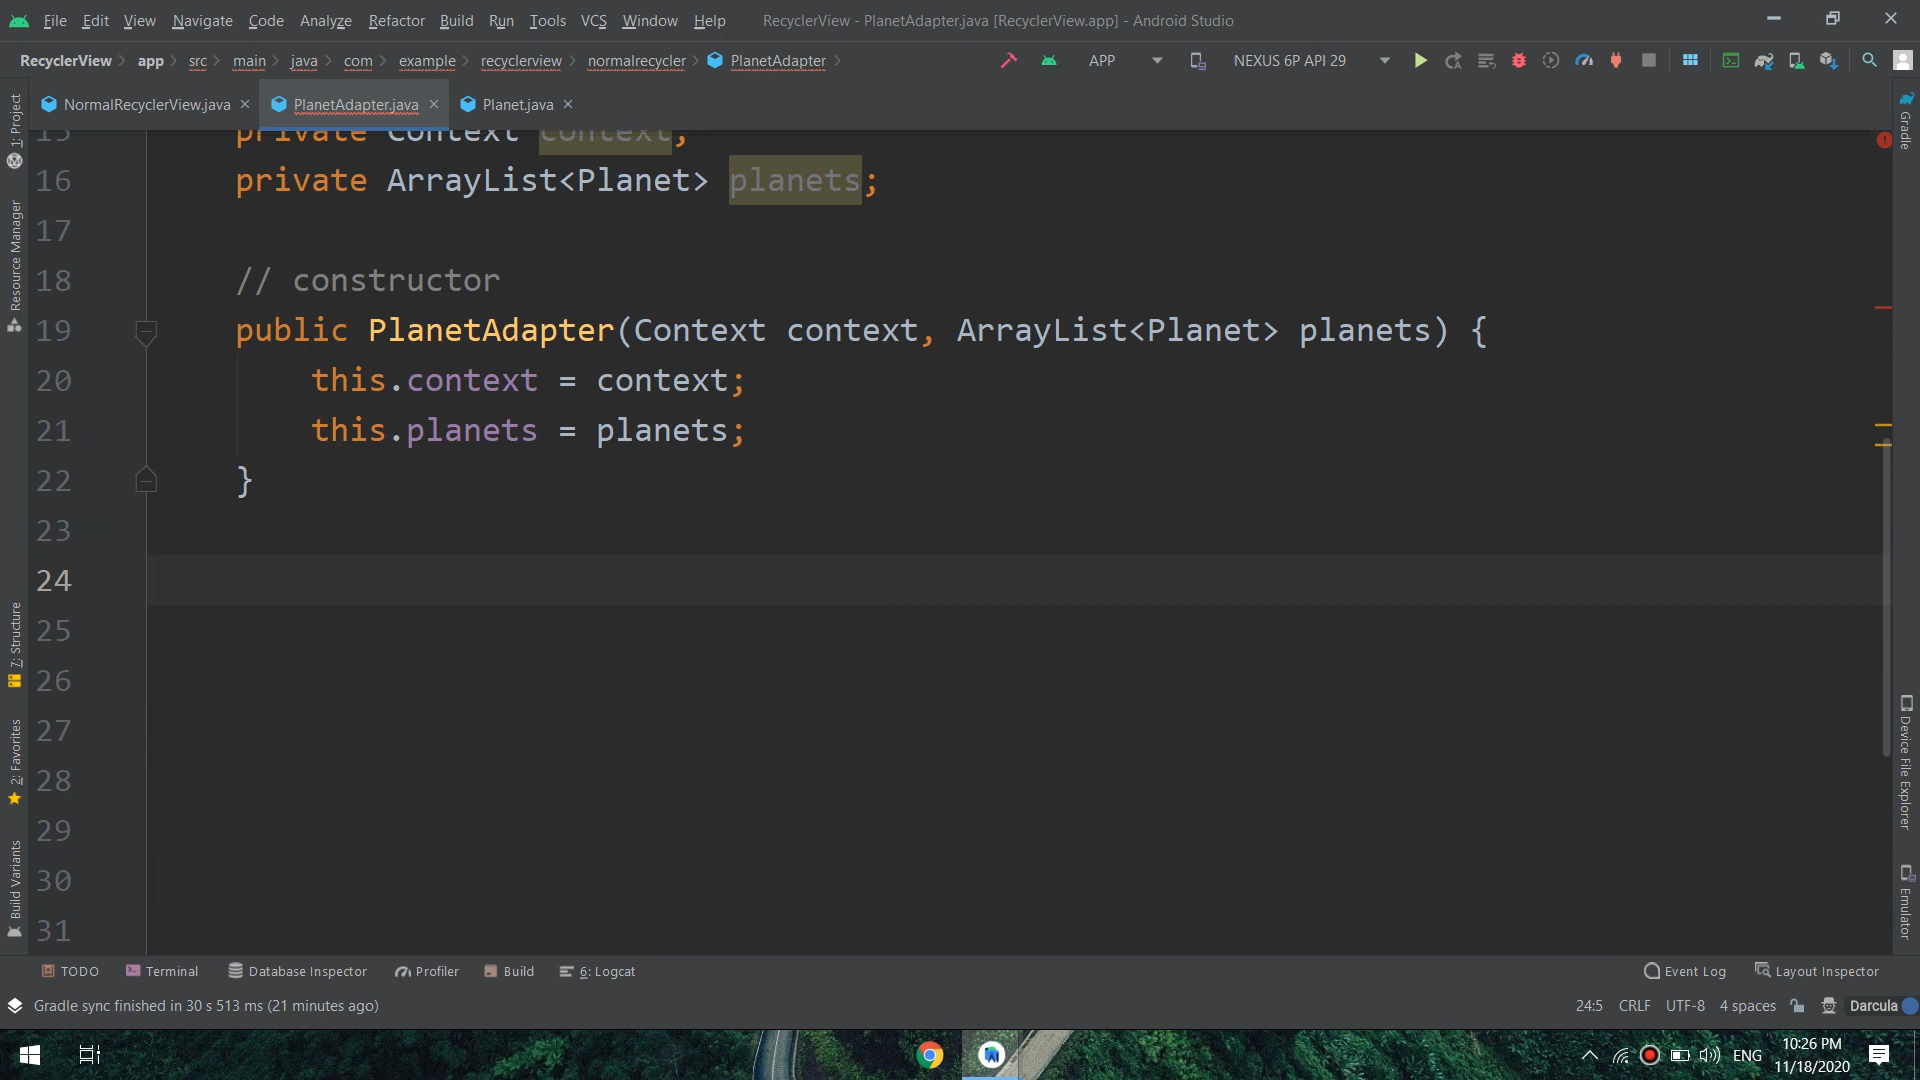 File Edit View Navigate Code Analyze Refactor Build Run Tools VCS Window Help RecyclerView - PlanetAdapter.java [RecyclerView.app] - Android Studio
RecyclerView app src main java com example recyclerview normalrecycler PlanetAdapter APP NEXUS 6P API 29
NormalRecyclerView.java PlanetAdapter.java Planet.java
1: Project
Resource Manager
7: Structure
2: Favorites
Build Variants
Gradle
Device File Explorer
Emulator
15 private Context context;
16 private ArrayList<Planet> planets;
17
18 // constructor
19 public PlanetAdapter(Context context, ArrayList<Planet> planets) {
20 this.context = context;
21 this.planets = planets;
22 }
23
24
25
26
27
28
29
30
31
TODO Terminal Database Inspector Profiler Build 6: Logcat Event Log Layout Inspector
Gradle sync finished in 30 s 513 ms (21 minutes ago) 24:5 CRLF UTF-8 4 spaces Darcula
ENG 10:26 PM
11/18/2020